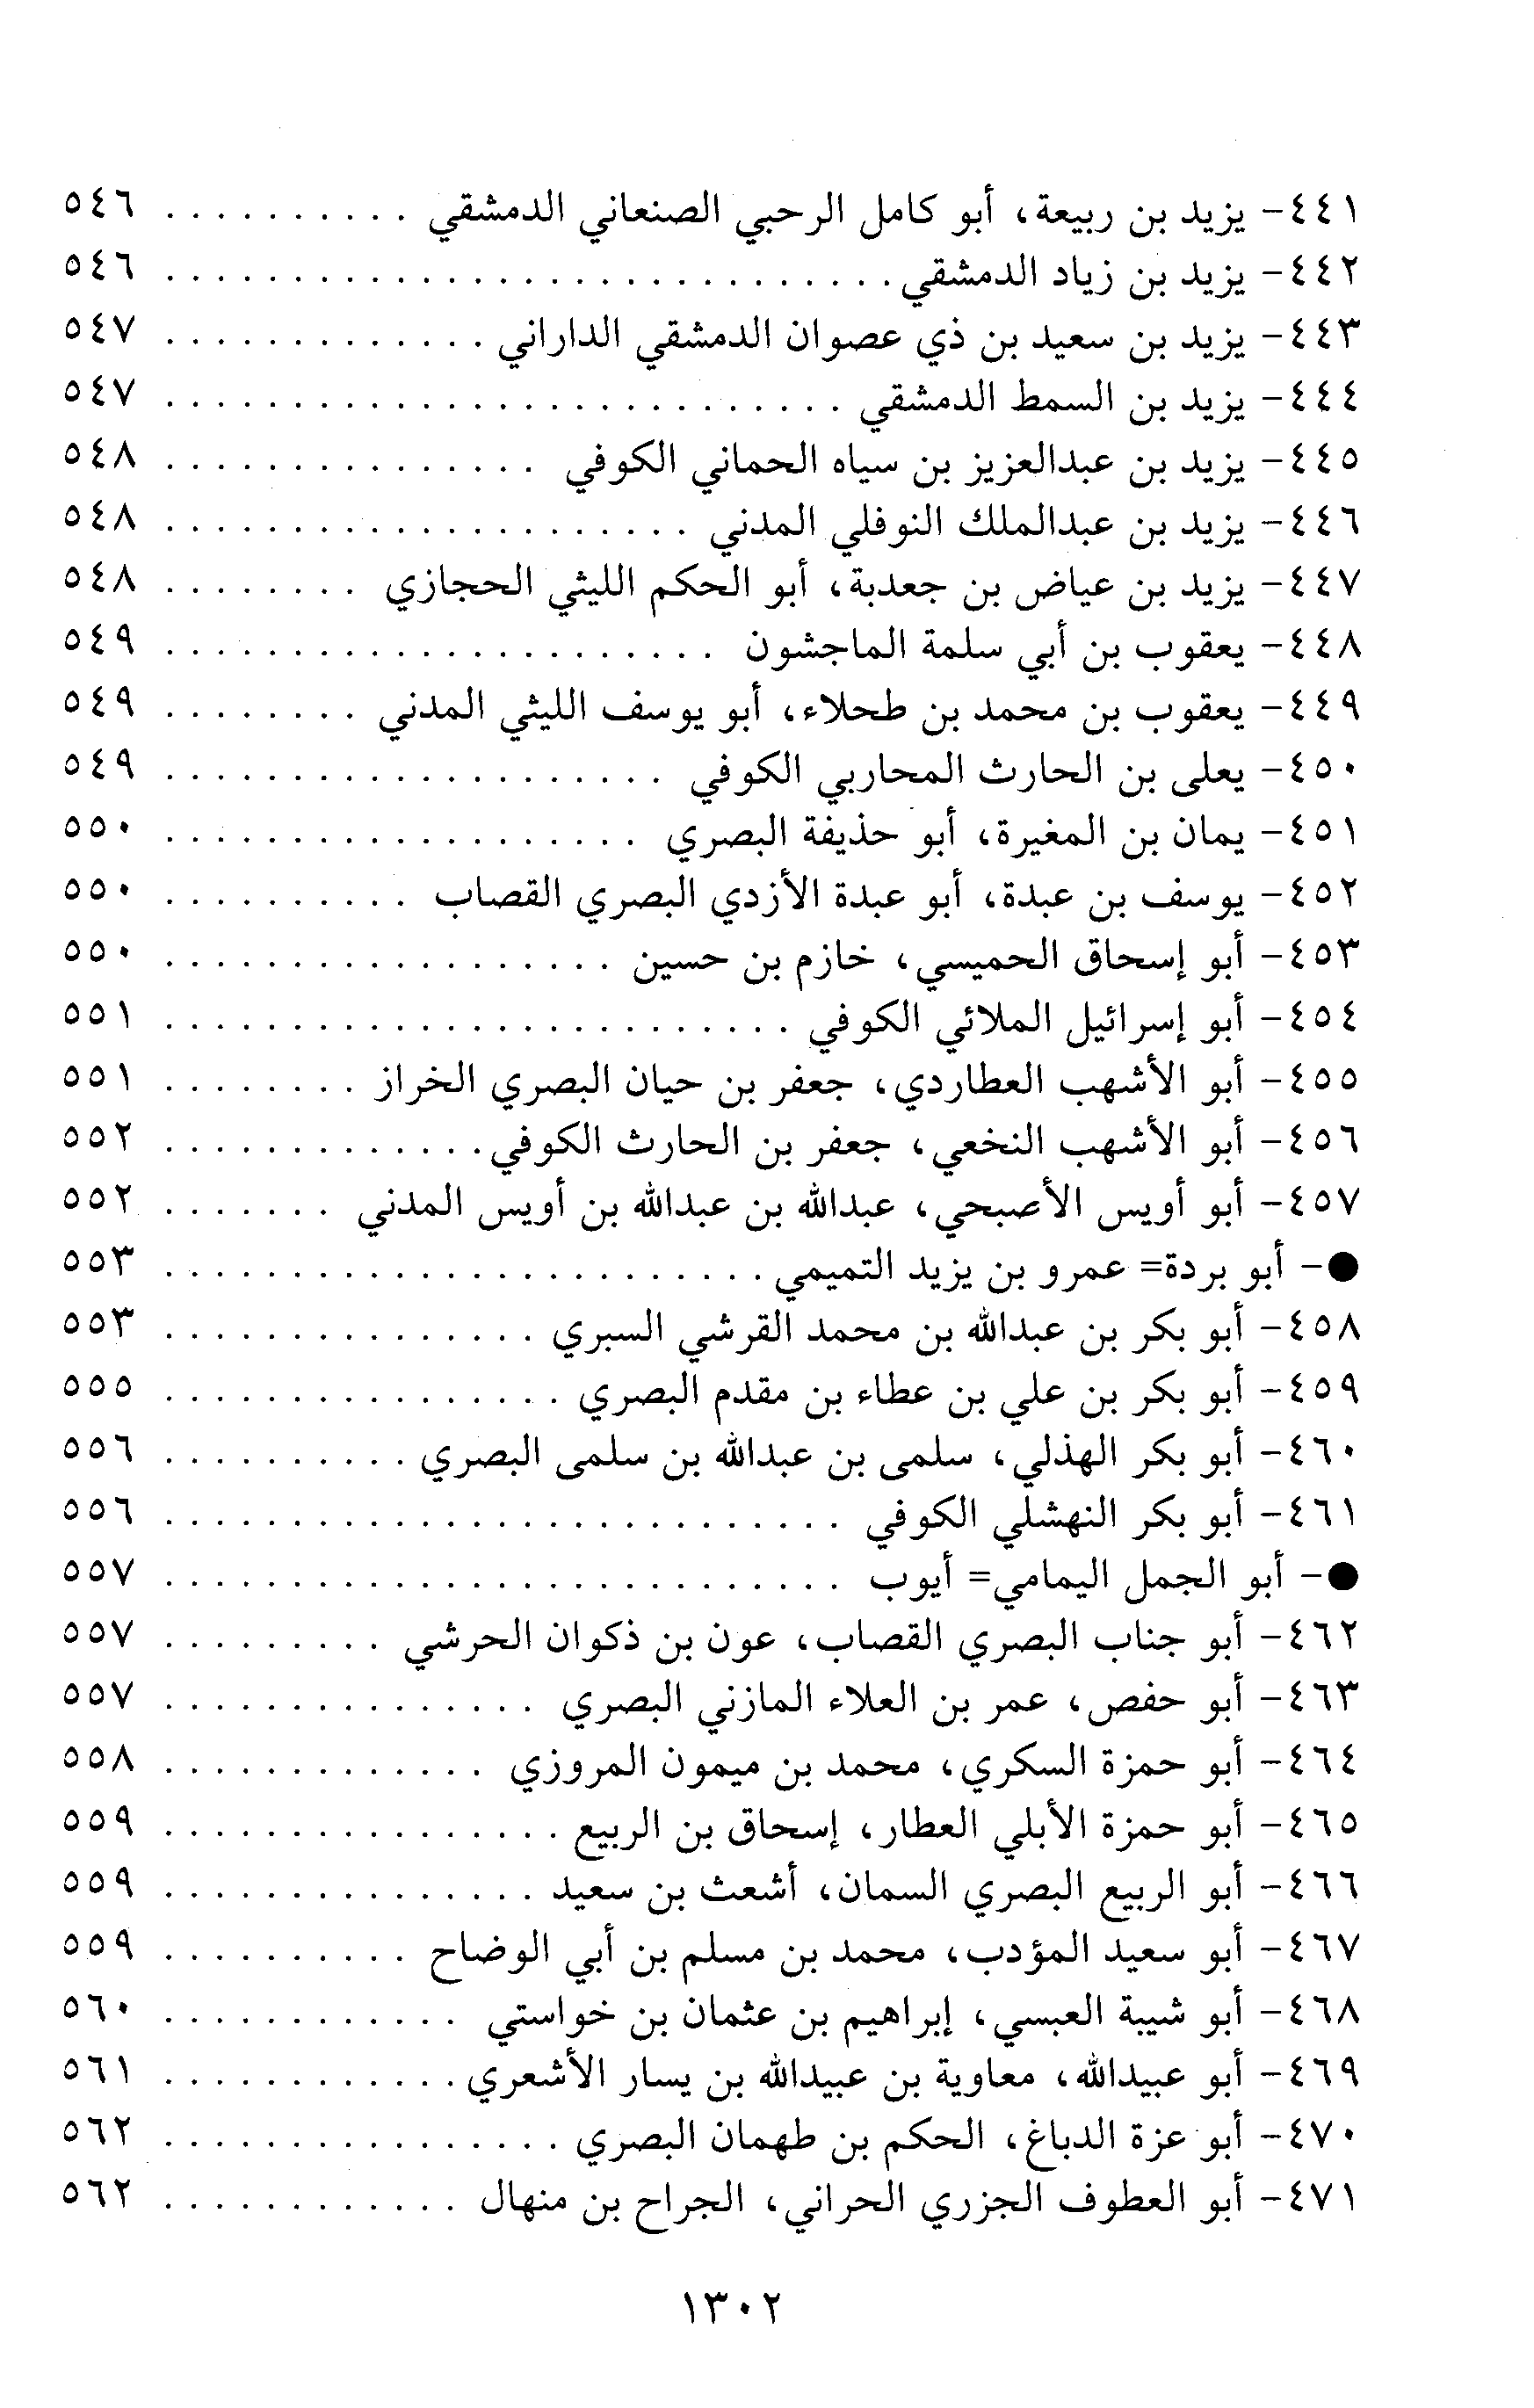 ٤٤١- يزيد بن ربيعة، أبو كامل الرحبي الصنعاني الدمشقي . . . . . . . . . . ٥٤٦
٤٤٢- يزيد بن زياد الدمشقي. . . . . . . . . . . . . . . . . . . . . . . . . . . . . ٥٤٦
٤٤٣- يزيد بن سعيد بن ذي عصوان الدمشقي الداراني . . . . . . . . . . . . . ٥٤٧
٤٤٤- يزيد بن السمط الدمشقي . . . . . . . . . . . . . . . . . . . . . . . . . . . ٥٤٧
٤٤٥- يزيد بن عبدالعزيز بن سياه الحماني الكوفي . . . . . . . . . . . . . . . ٥٤٨
٤٤٦- يزيد بن عبدالملك النوفلي المدني . . . . . . . . . . . . . . . . . . . . . ٥٤٨
٤٤٧- يزيد بن عياض بن جعدبة، أبو الحكم الليثي الحجازي . . . . . . . . ٥٤٨
٤٤٨- يعقوب بن أبي سلمة الماجشون . . . . . . . . . . . . . . . . . . . . . . ٥٤٩
٤٤٩- يعقوب بن محمد بن طحلاء، أبو يوسف الليثي المدني . . . . . . . . ٥٤٩
٤٥٠- يعلى بن الحارث المحاربي الكوفي . . . . . . . . . . . . . . . . . . . . ٥٤٩
٤٥١- يمان بن المغيرة، أبو حذيفة البصري . . . . . . . . . . . . . . . . . . . ٥٥٠
٤٥٢- يوسف بن عبدة، أبو عبدة الأزدي البصري القصاب . . . . . . . . . . ٥٥٠
٤٥٣- أبو إسحاق الحميسي، خازم بن حسين . . . . . . . . . . . . . . . . . . ٥٥٠
٤٥٤- أبو إسرائيل الملائي الكوفي . . . . . . . . . . . . . . . . . . . . . . . . . ٥٥١
٤٥٥- أبو الأشهب العطاردي، جعفر بن حيان البصري الخراز . . . . . . . . ٥٥١
٤٥٦- أبو الأشهب النخعي، جعفر بن الحارث الكوفي. . . . . . . . . . . . . ٥٥٢
٤٥٧- أبو أويس الأصبحي، عبدالله بن عبدالله بن أويس المدني . . . . . . . ٥٥٢
●- أبو بردة= عمرو بن يزيد التميمي. . . . . . . . . . . . . . . . . . . . . . . . ٥٥٣
٤٥٨- أبو بكر بن عبدالله بن محمد القرشي السبري . . . . . . . . . . . . . . . ٥٥٣
٤٥٩- أبو بكر بن علي بن عطاء بن مقدم البصري . . . . . . . . . . . . . . . . ٥٥٥
٤٦٠- أبو بكر الهذلي، سلمى بن عبدالله بن سلمى البصري . . . . . . . . . . ٥٥٦
٤٦١- أبو بكر النهشلي الكوفي . . . . . . . . . . . . . . . . . . . . . . . . . . . ٥٥٦
●- أبو الجمل اليمامي= أيوب . . . . . . . . . . . . . . . . . . . . . . . . . . . ٥٥٧
٤٦٢- أبو جناب البصري القصاب، عون بن ذكوان الحرشي . . . . . . . . . ٥٥٧
٤٦٣- أبو حفص، عمر بن العلاء المازني البصري . . . . . . . . . . . . . . . ٥٥٧
٤٦٤- أبو حمزة السكري، محمد بن ميمون المروزي . . . . . . . . . . . . . ٥٥٨
٤٦٥- أبو حمزة الأبلي العطار، إسحاق بن الربيع . . . . . . . . . . . . . . . . ٥٥٩
٤٦٦- أبو الربيع البصري السمان، أشعث بن سعيد . . . . . . . . . . . . . . . ٥٥٩
٤٦٧- أبو سعيد المؤدب، محمد بن مسلم بن أبي الوضاح . . . . . . . . . . ٥٥٩
٤٦٨- أبو شيبة العبسي، إبراهيم بن عثمان بن خواستي . . . . . . . . . . . . ٥٦٠
٤٦٩- أبو عبيدالله، معاوية بن عبيدالله بن يسار الأشعري. . . . . . . . . . . . ٥٦١
٤٧٠- أبو عزة الدباغ، الحكم بن طهمان البصري . . . . . . . . . . . . . . . . ٥٦٢
٤٧١- أبو العطوف الجزري الحراني، الجراح بن منهال . . . . . . . . . . . . ٥٦٢
١٣٠٢